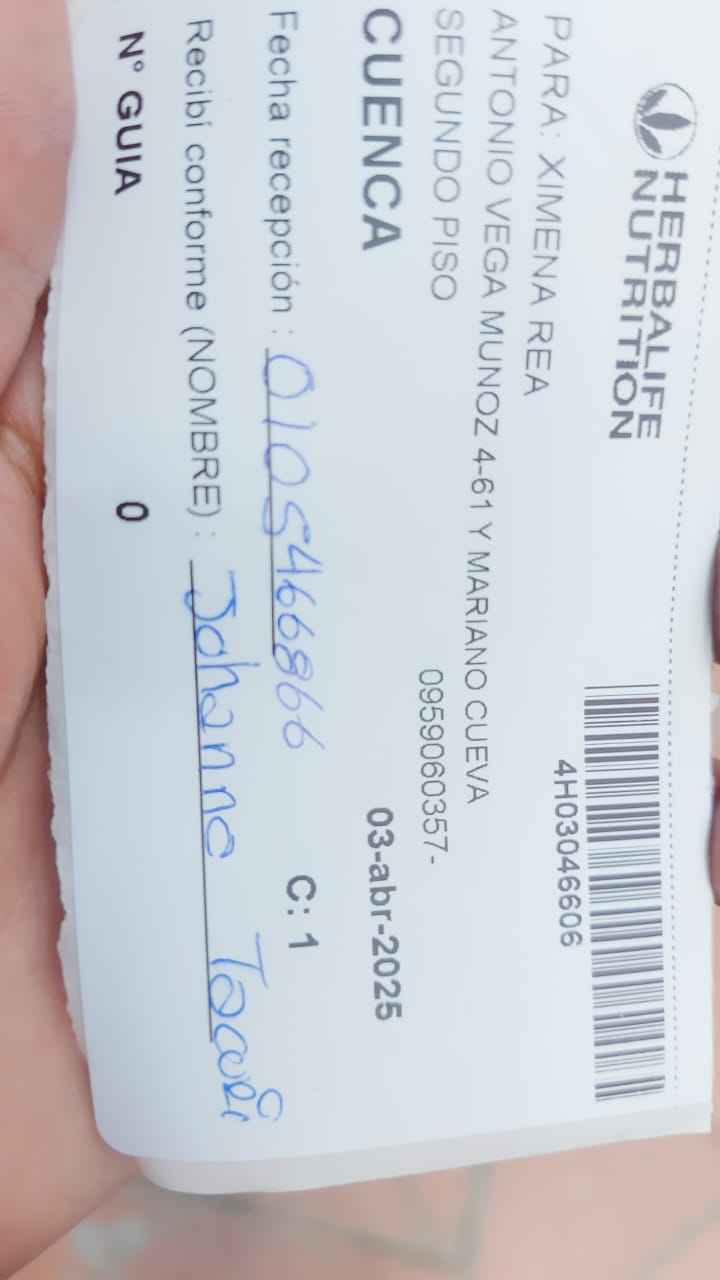 HERBALIFE
NUTRITION
4H03046606
PARA: XIMENA REA
ANTONIO VEGA MUNOZ 4-61 Y MARIANO CUEVA
SEGUNDO PISO
0959060357-
CUENCA
03-abr-2025
Fecha recepción : 0105466866
C: 1
Recibí conforme (NOMBRE) : Johanna Tacuri
N° GUIA 0